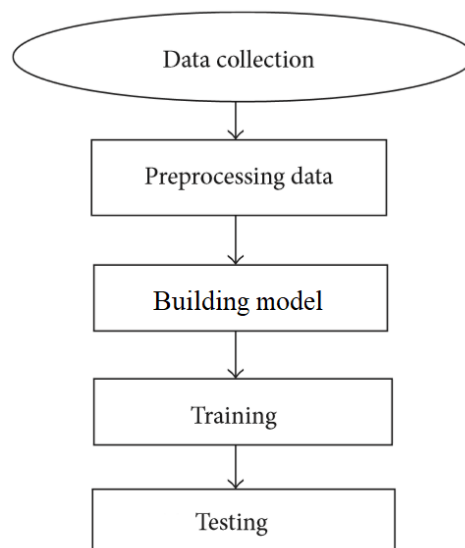 Data collection
Preprocessing data
Building model
Training
Testing